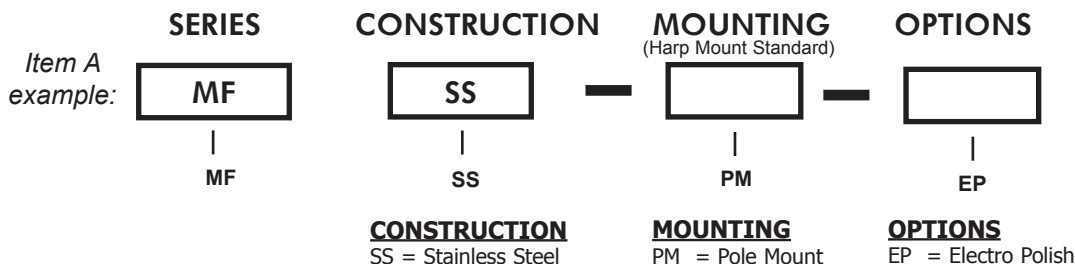 SERIES CONSTRUCTION MOUNTING OPTIONS
(Harp Mount Standard)
Item A
example:
MF SS
MF SS PM EP
CONSTRUCTION MOUNTING OPTIONS
SS = Stainless Steel PM = Pole Mount EP = Electro Polish